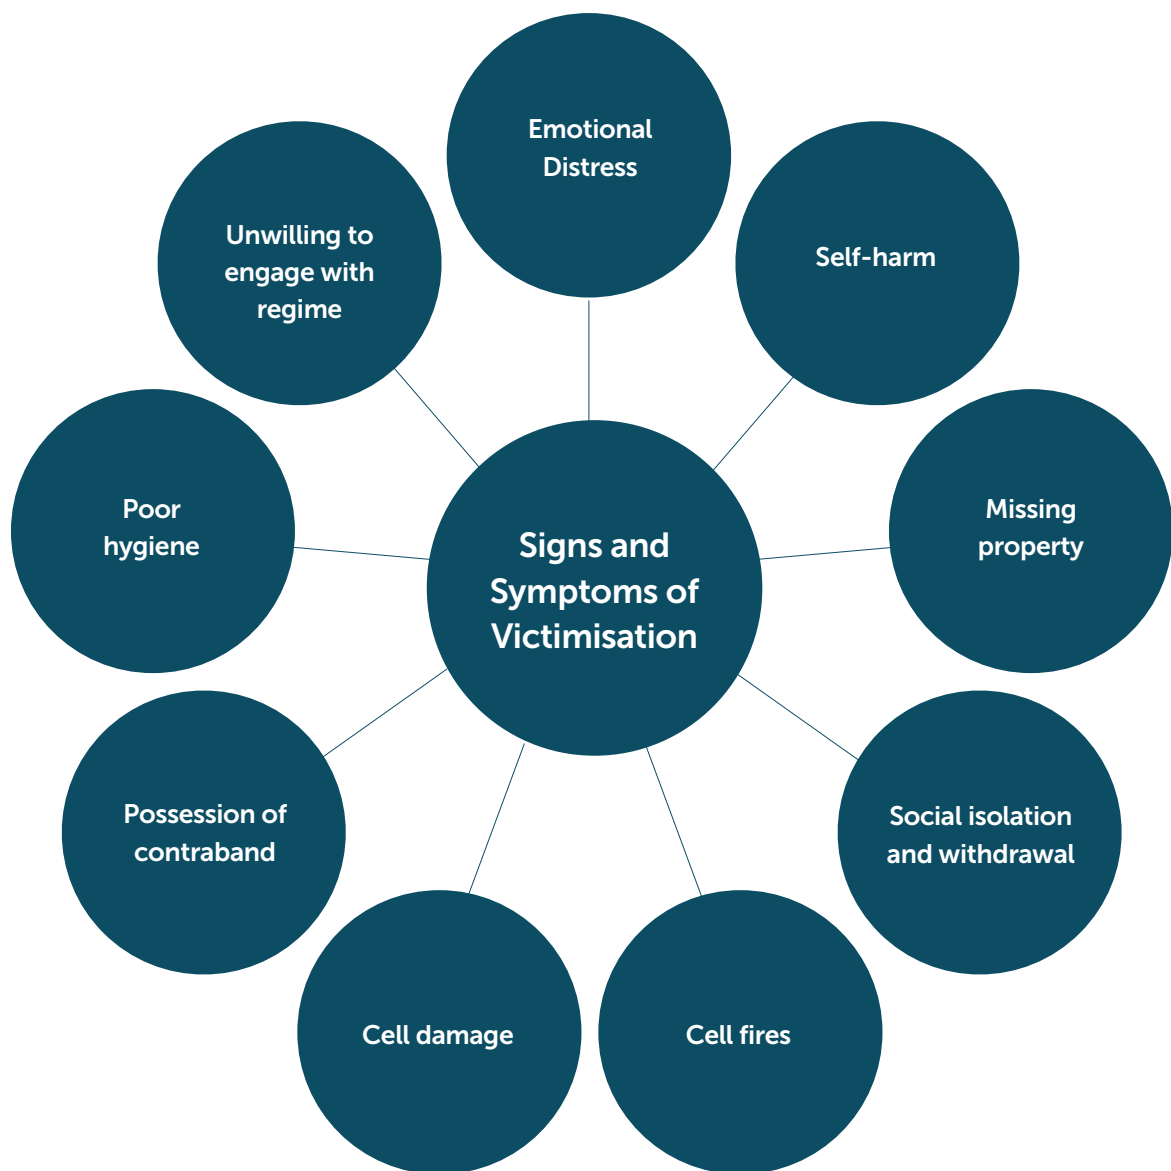 Emotional
Distress
Self-harm
Missing
property
Social isolation
and withdrawal
Cell fires
Cell damage
Possession of
contraband
Poor
hygiene
Unwilling to
engage with
regime
Signs and
Symptoms of
Victimisation